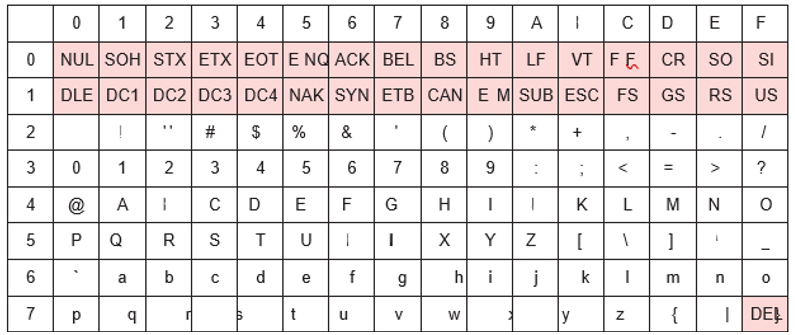 0 1 2 3 4 5 6 7 8 9 A | C D E F
0 NUL SOH STX ETX EOT E NQ ACK BEL BS HT LF VT F F CR SO SI
1 DLE DC1 DC2 DC3 DC4 NAK SYN ETB CAN E M SUB ESC FS GS RS US
2 ! '' # $ % & ' ( ) * + , - . /
3 0 1 2 3 4 5 6 7 8 9 : ; < = > ?
4 @ A | C D E F G H I | K L M N O
5 P Q R S T U | I X Y Z [ \ ] _
6 ` a b c d e f g h i j k l m n o
7 p q r s t u v w y z { | DEL